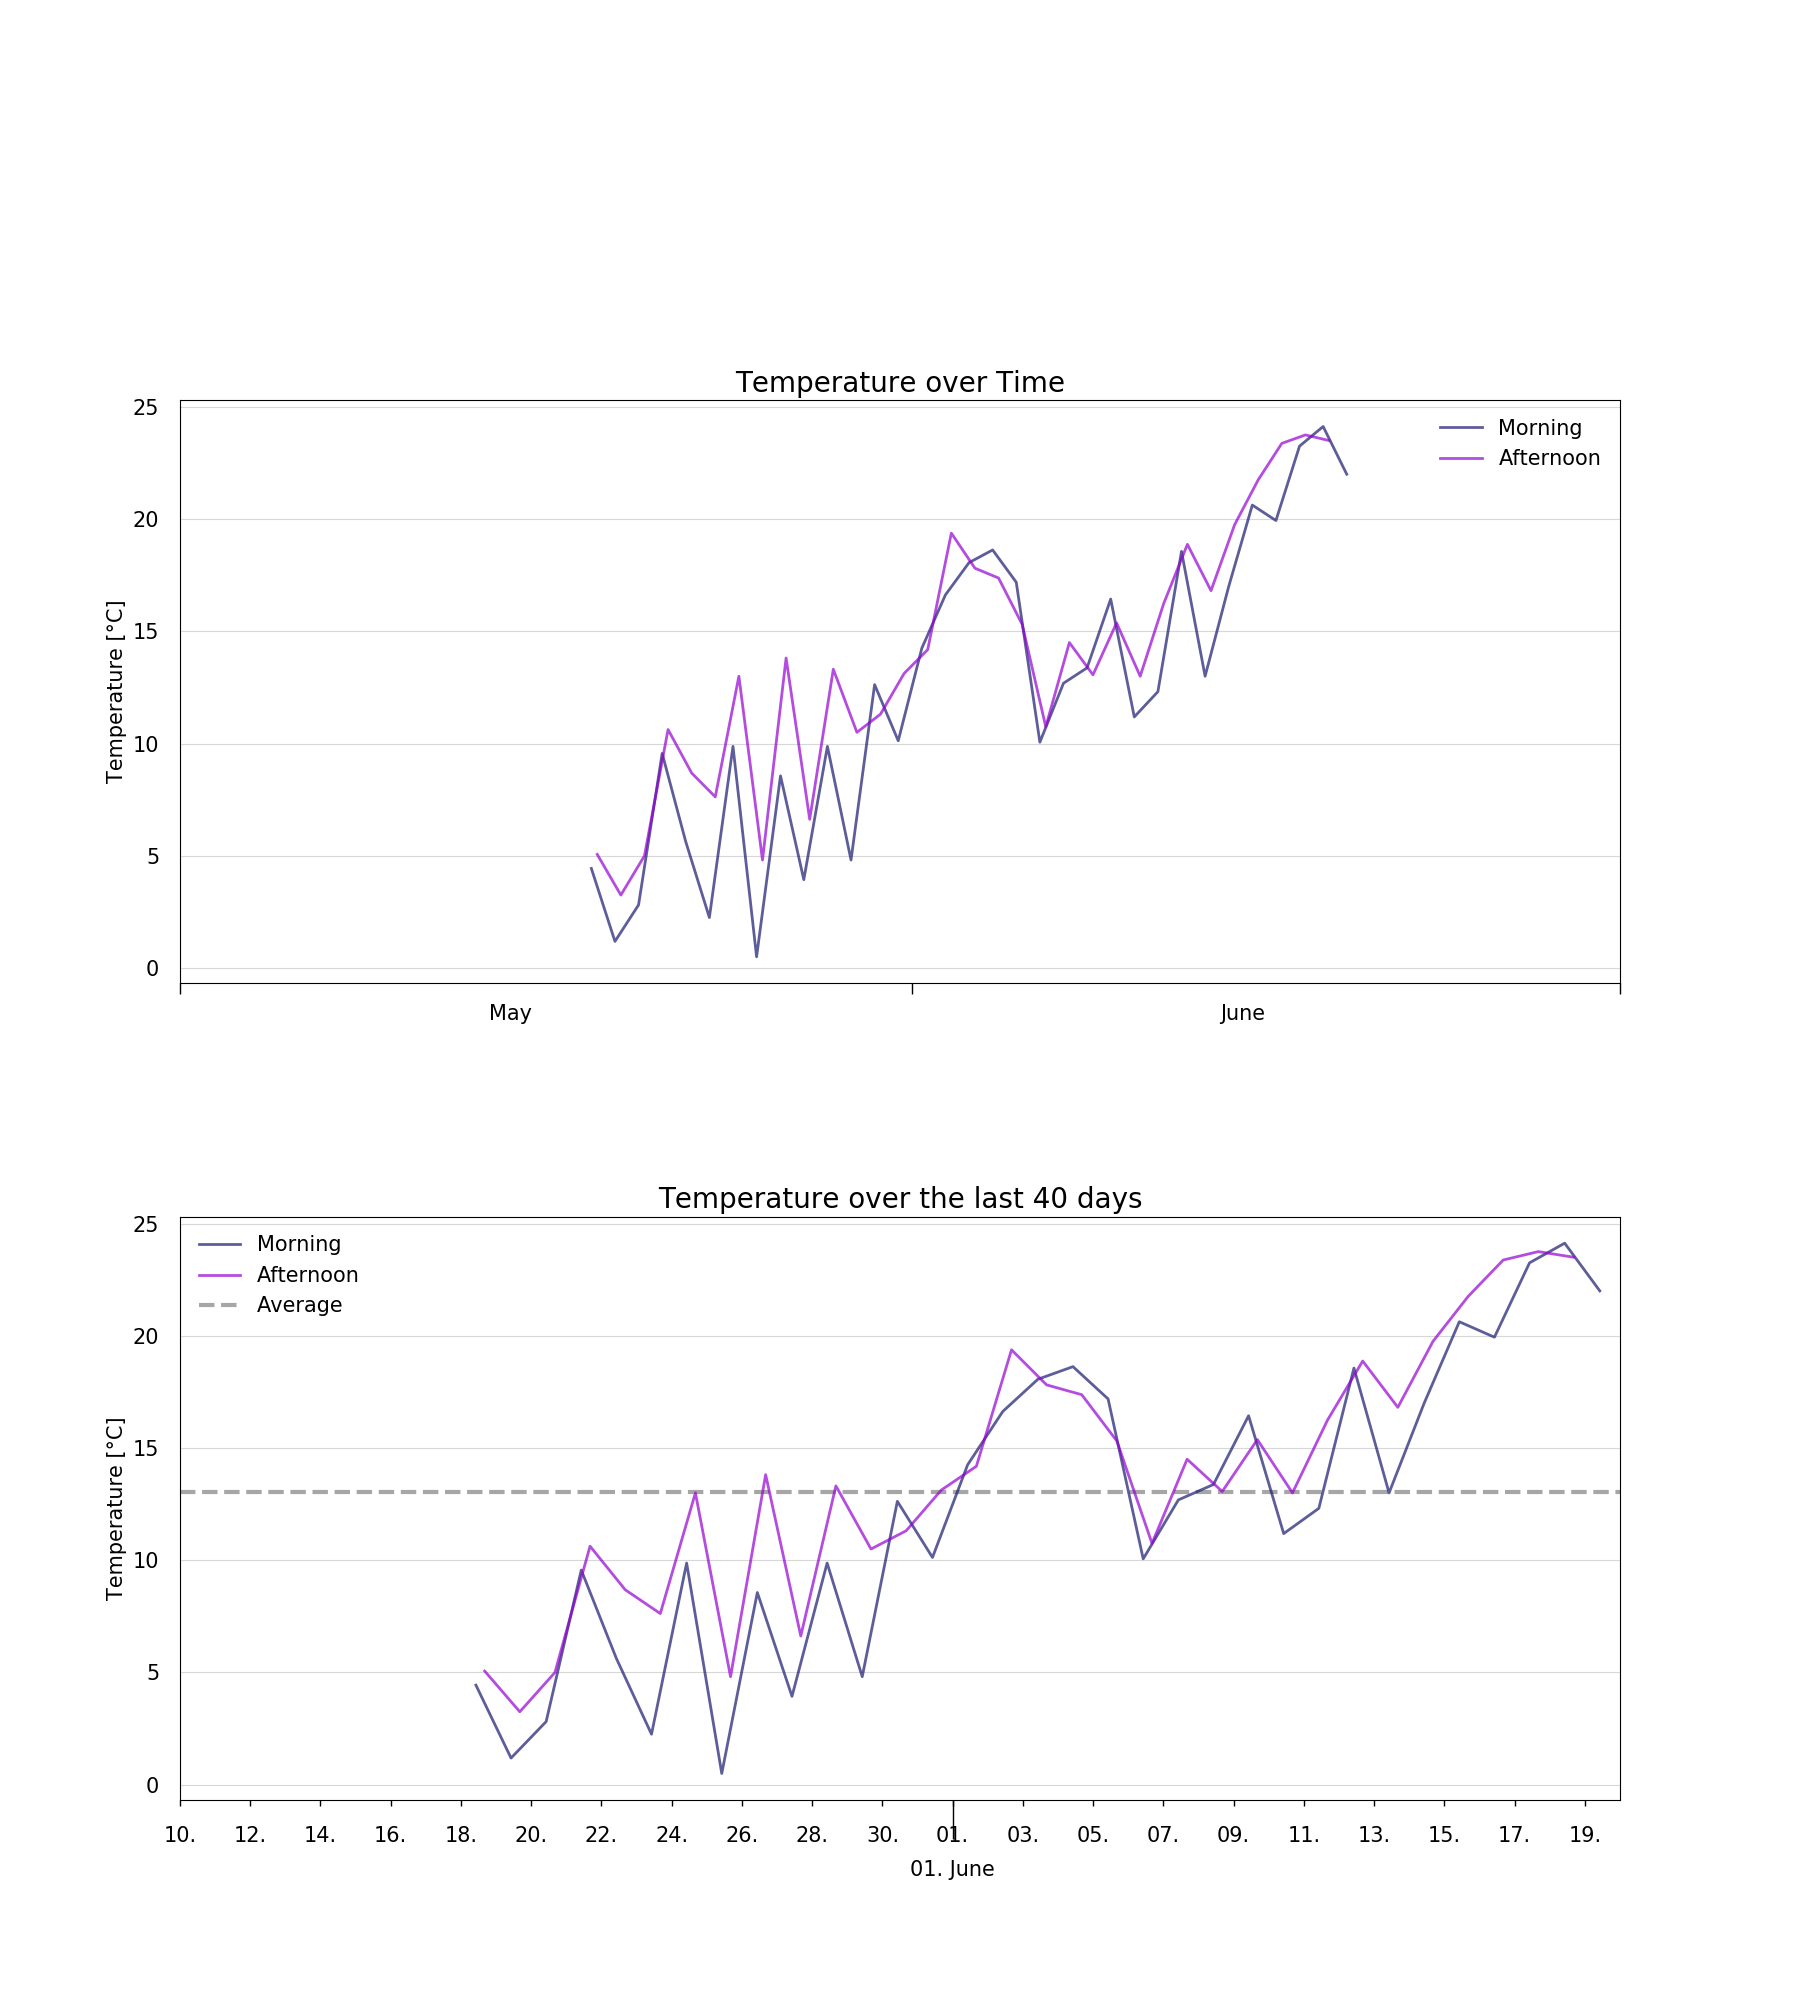 Temperature over Time
25
20
15
10
5
0
Temperature [°C]
Morning
Afternoon
May June
Temperature over the last 40 days
25
20
15
10
5
0
Temperature [°C]
Morning
Afternoon
Average
10. 12. 14. 16. 18. 20. 22. 24. 26. 28. 30. 01. 03. 05. 07. 09. 11. 13. 15. 17. 19.
01. June